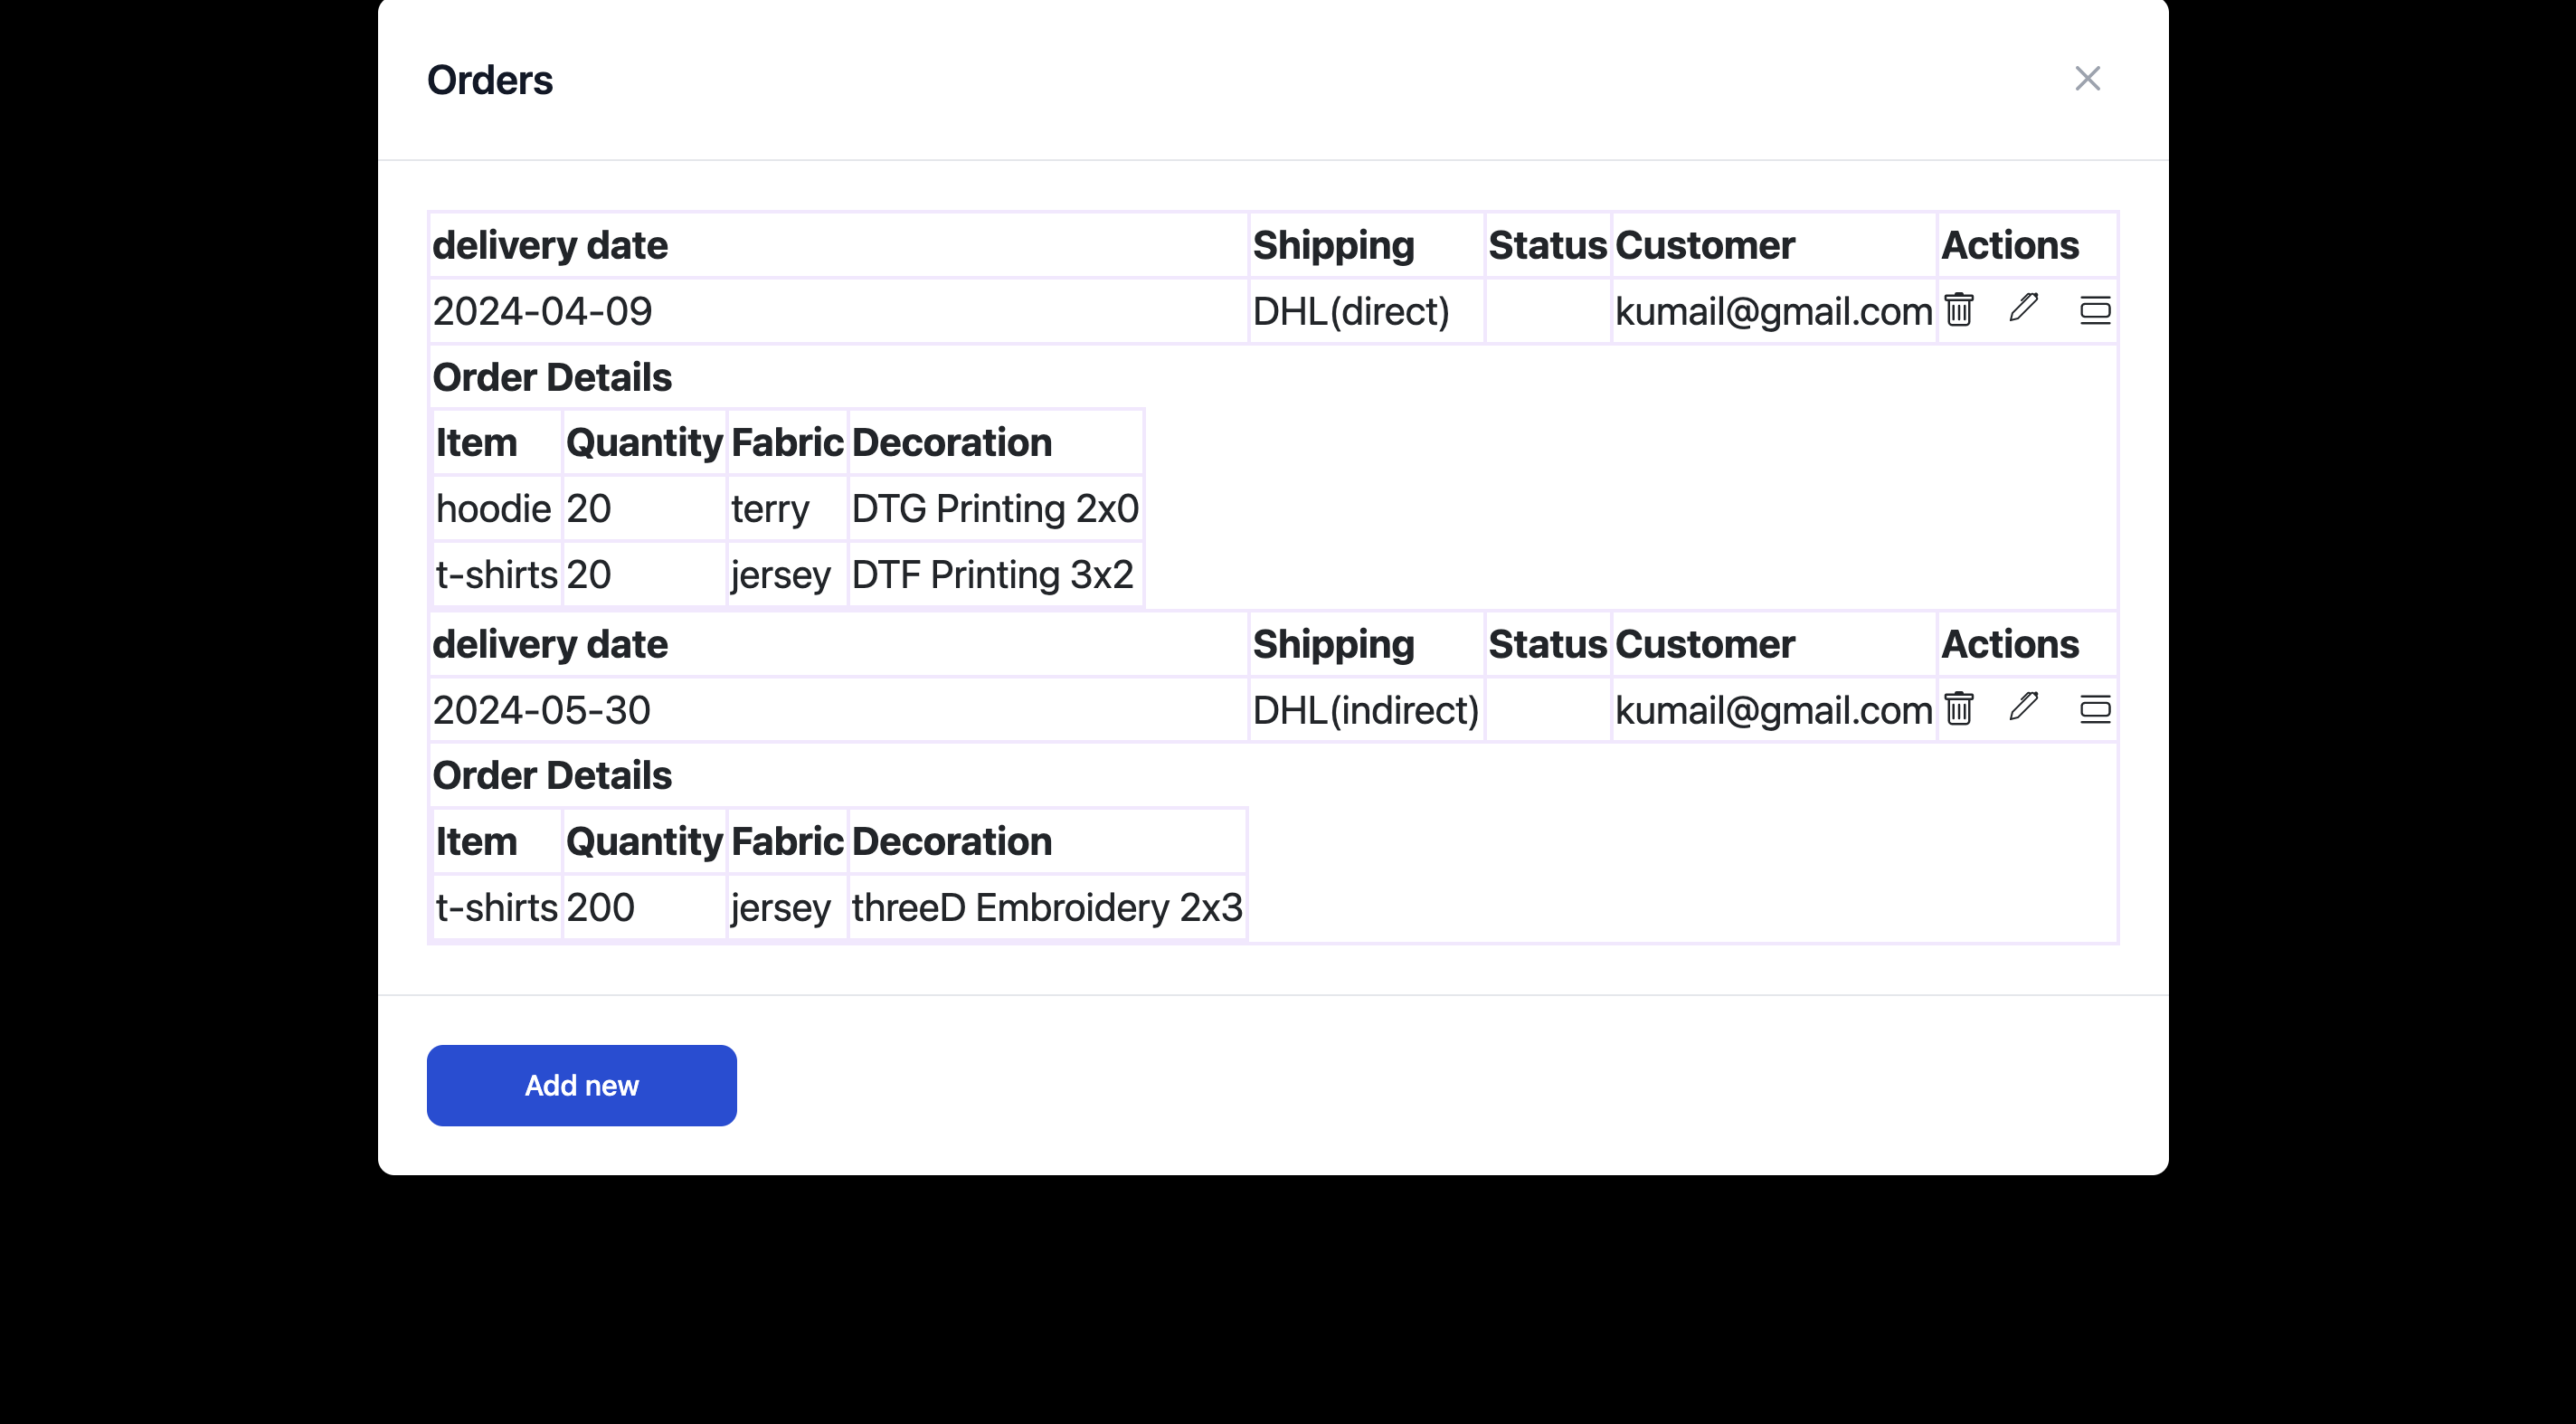 Orders
delivery date Shipping Status Customer Actions
2024-04-09 DHL(direct) kumail@gmail.com
Order Details
Item Quantity Fabric Decoration
hoodie 20 terry DTG Printing 2x0
t-shirts 20 jersey DTF Printing 3x2
delivery date Shipping Status Customer Actions
2024-05-30 DHL(indirect) kumail@gmail.com
Order Details
Item Quantity Fabric Decoration
t-shirts 200 jersey threeD Embroidery 2x3
Add new